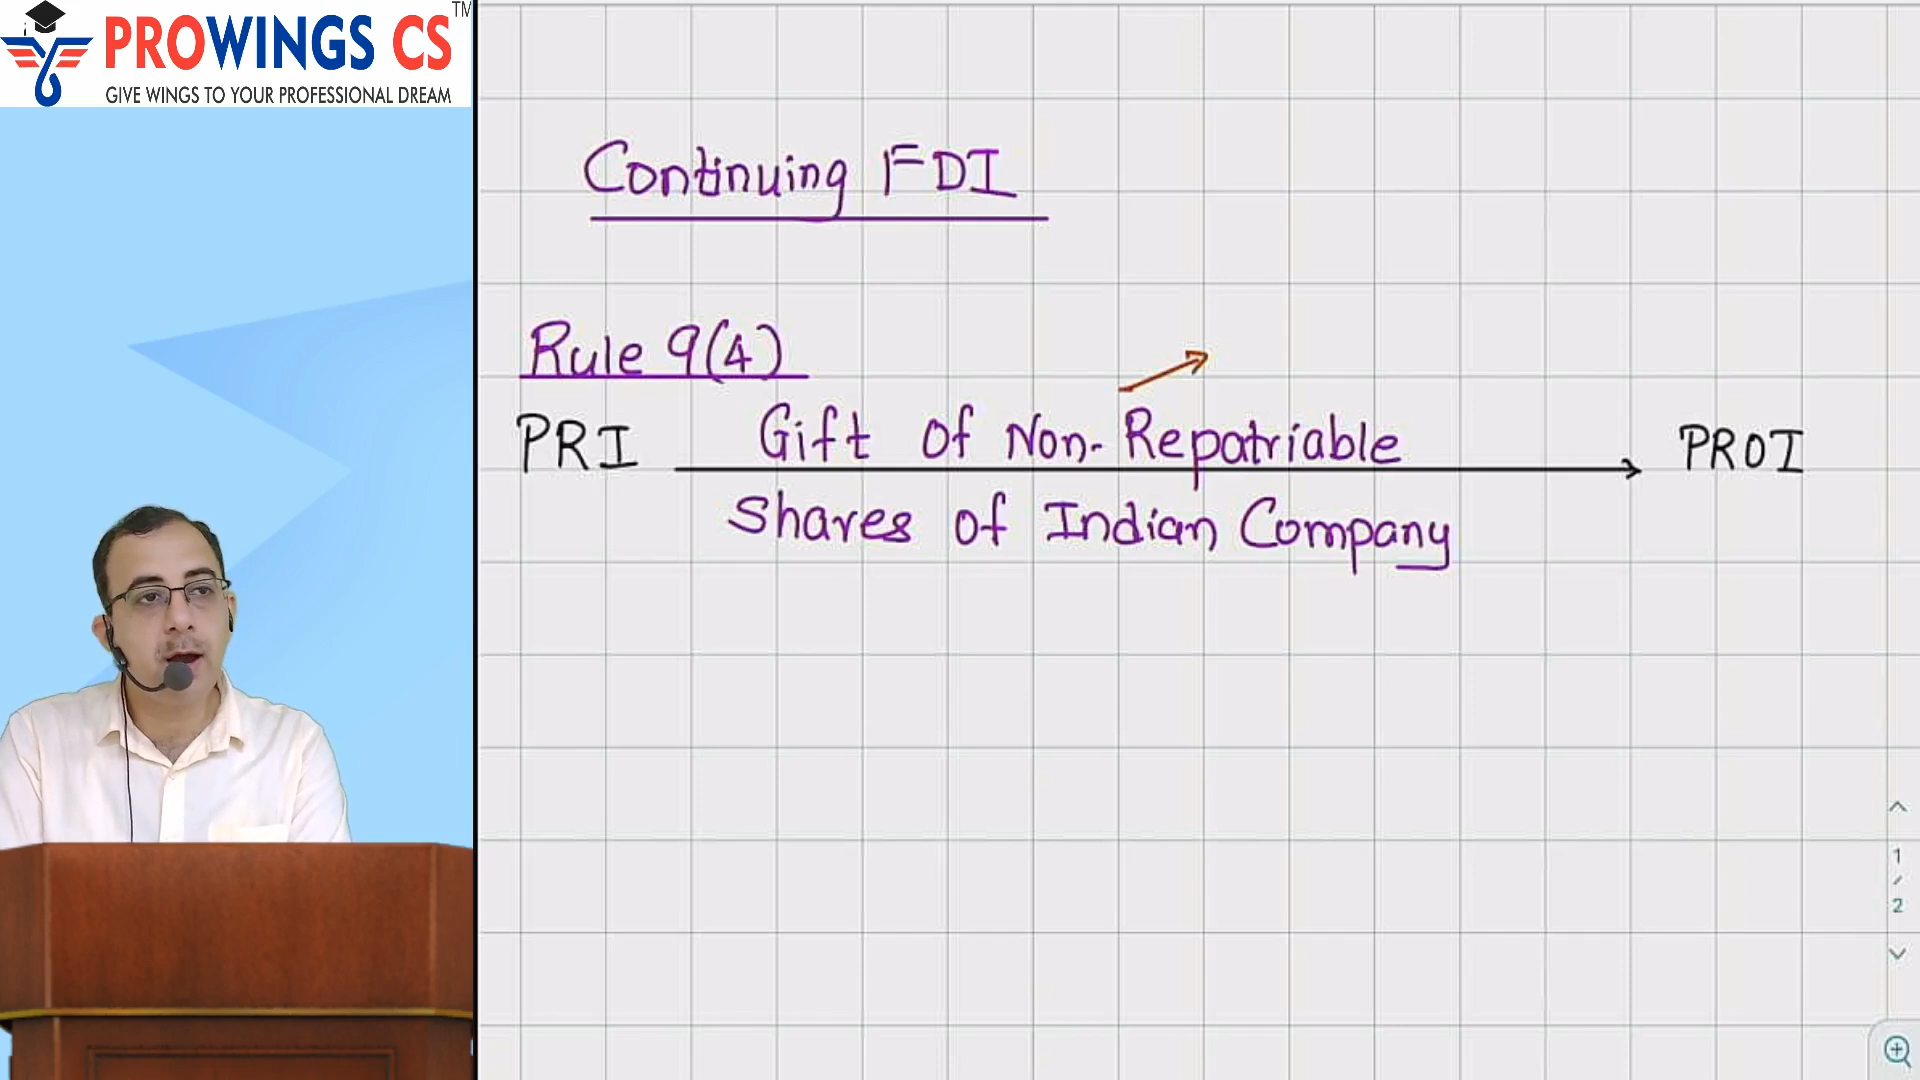 PROWINGS CS TM
GIVE WINGS TO YOUR PROFESSIONAL DREAM
Continuing FDI
Rule 9(4)
PRI Gift of Non-Repatriable PROI
Shares of Indian Company
1
/
2